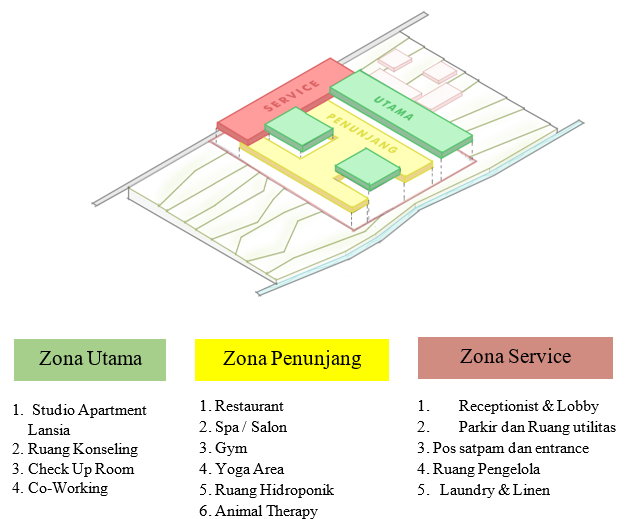 SERVICE
UTAMA
PENUNJANG
Zona Utama
1. Studio Apartment
Lansia
2. Ruang Konseling
3. Check Up Room
4. Co-Working
Zona Penunjang
1. Restaurant
2. Spa / Salon
3. Gym
4. Yoga Area
5. Ruang Hidroponik
6. Animal Therapy
Zona Service
1. Receptionist & Lobby
2. Parkir dan Ruang utilitas
3. Pos satpam dan entrance
4. Ruang Pengelola
5. Laundry & Linen